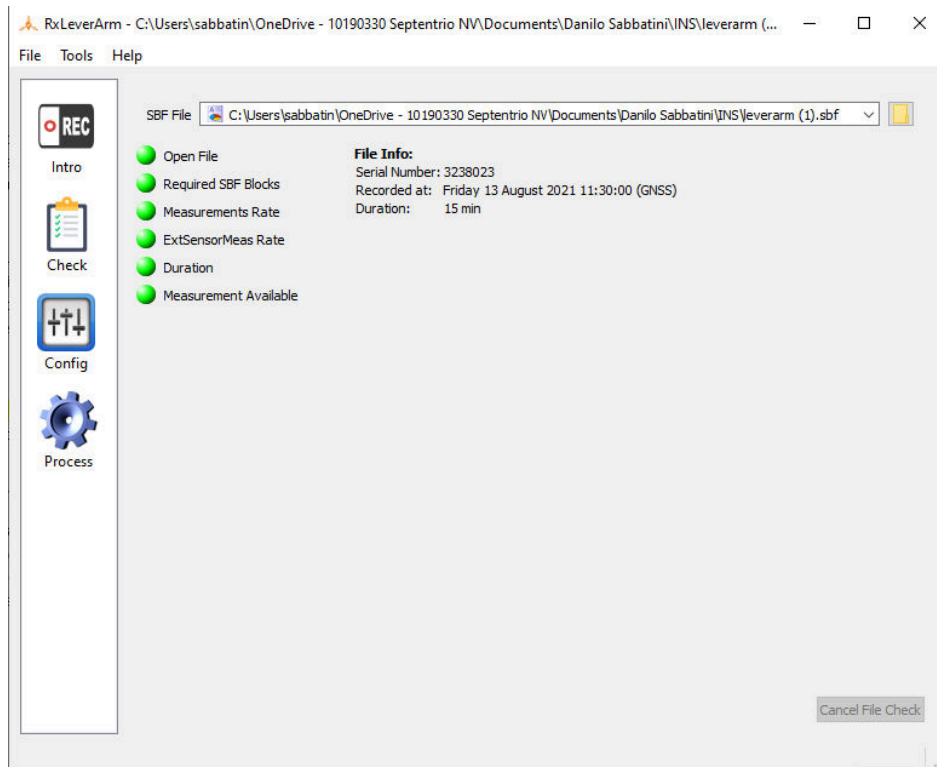 RxLeverArm - C:\Users\sabbatin\OneDrive - 10190330 Septentrio NV\Documents\Danilo Sabbatini\INS\leverarm (...
File Tools Help
REC
Intro
Check
Config
Process
SBF File C:\Users\sabbatin\OneDrive - 10190330 Septentrio NV\Documents\Danilo Sabbatini\INS\leverarm (1).sbf
Open File
Required SBF Blocks
Measurements Rate
ExtSensorMeas Rate
Duration
Measurement Available
File Info:
Serial Number: 3238023
Recorded at: Friday 13 August 2021 11:30:00 (GNSS)
Duration: 15 min
Cancel File Check